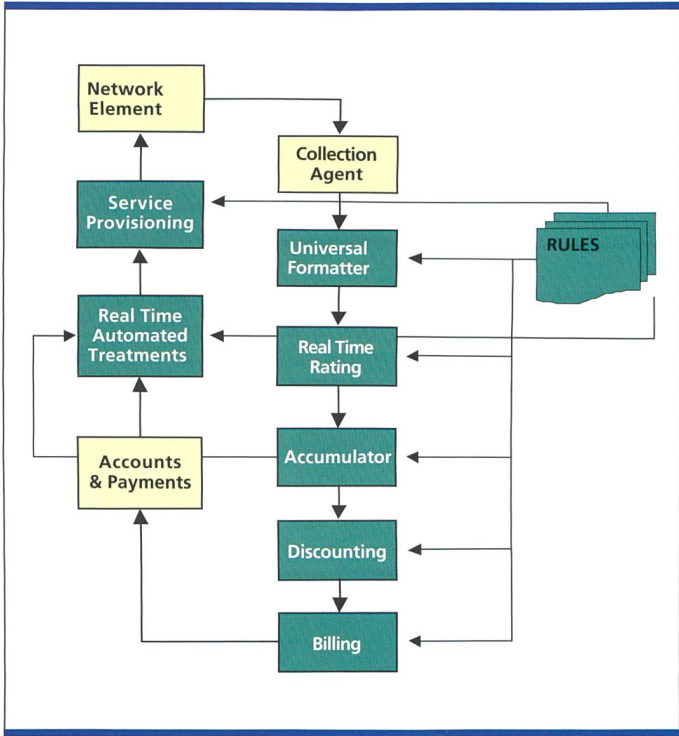 Network
Element
Collection
Agent
Service
Provisioning
Universal
Formatter
RULES
Real Time
Automated
Treatments
Real Time
Rating
Accounts
& Payments
Accumulator
Discounting
Billing